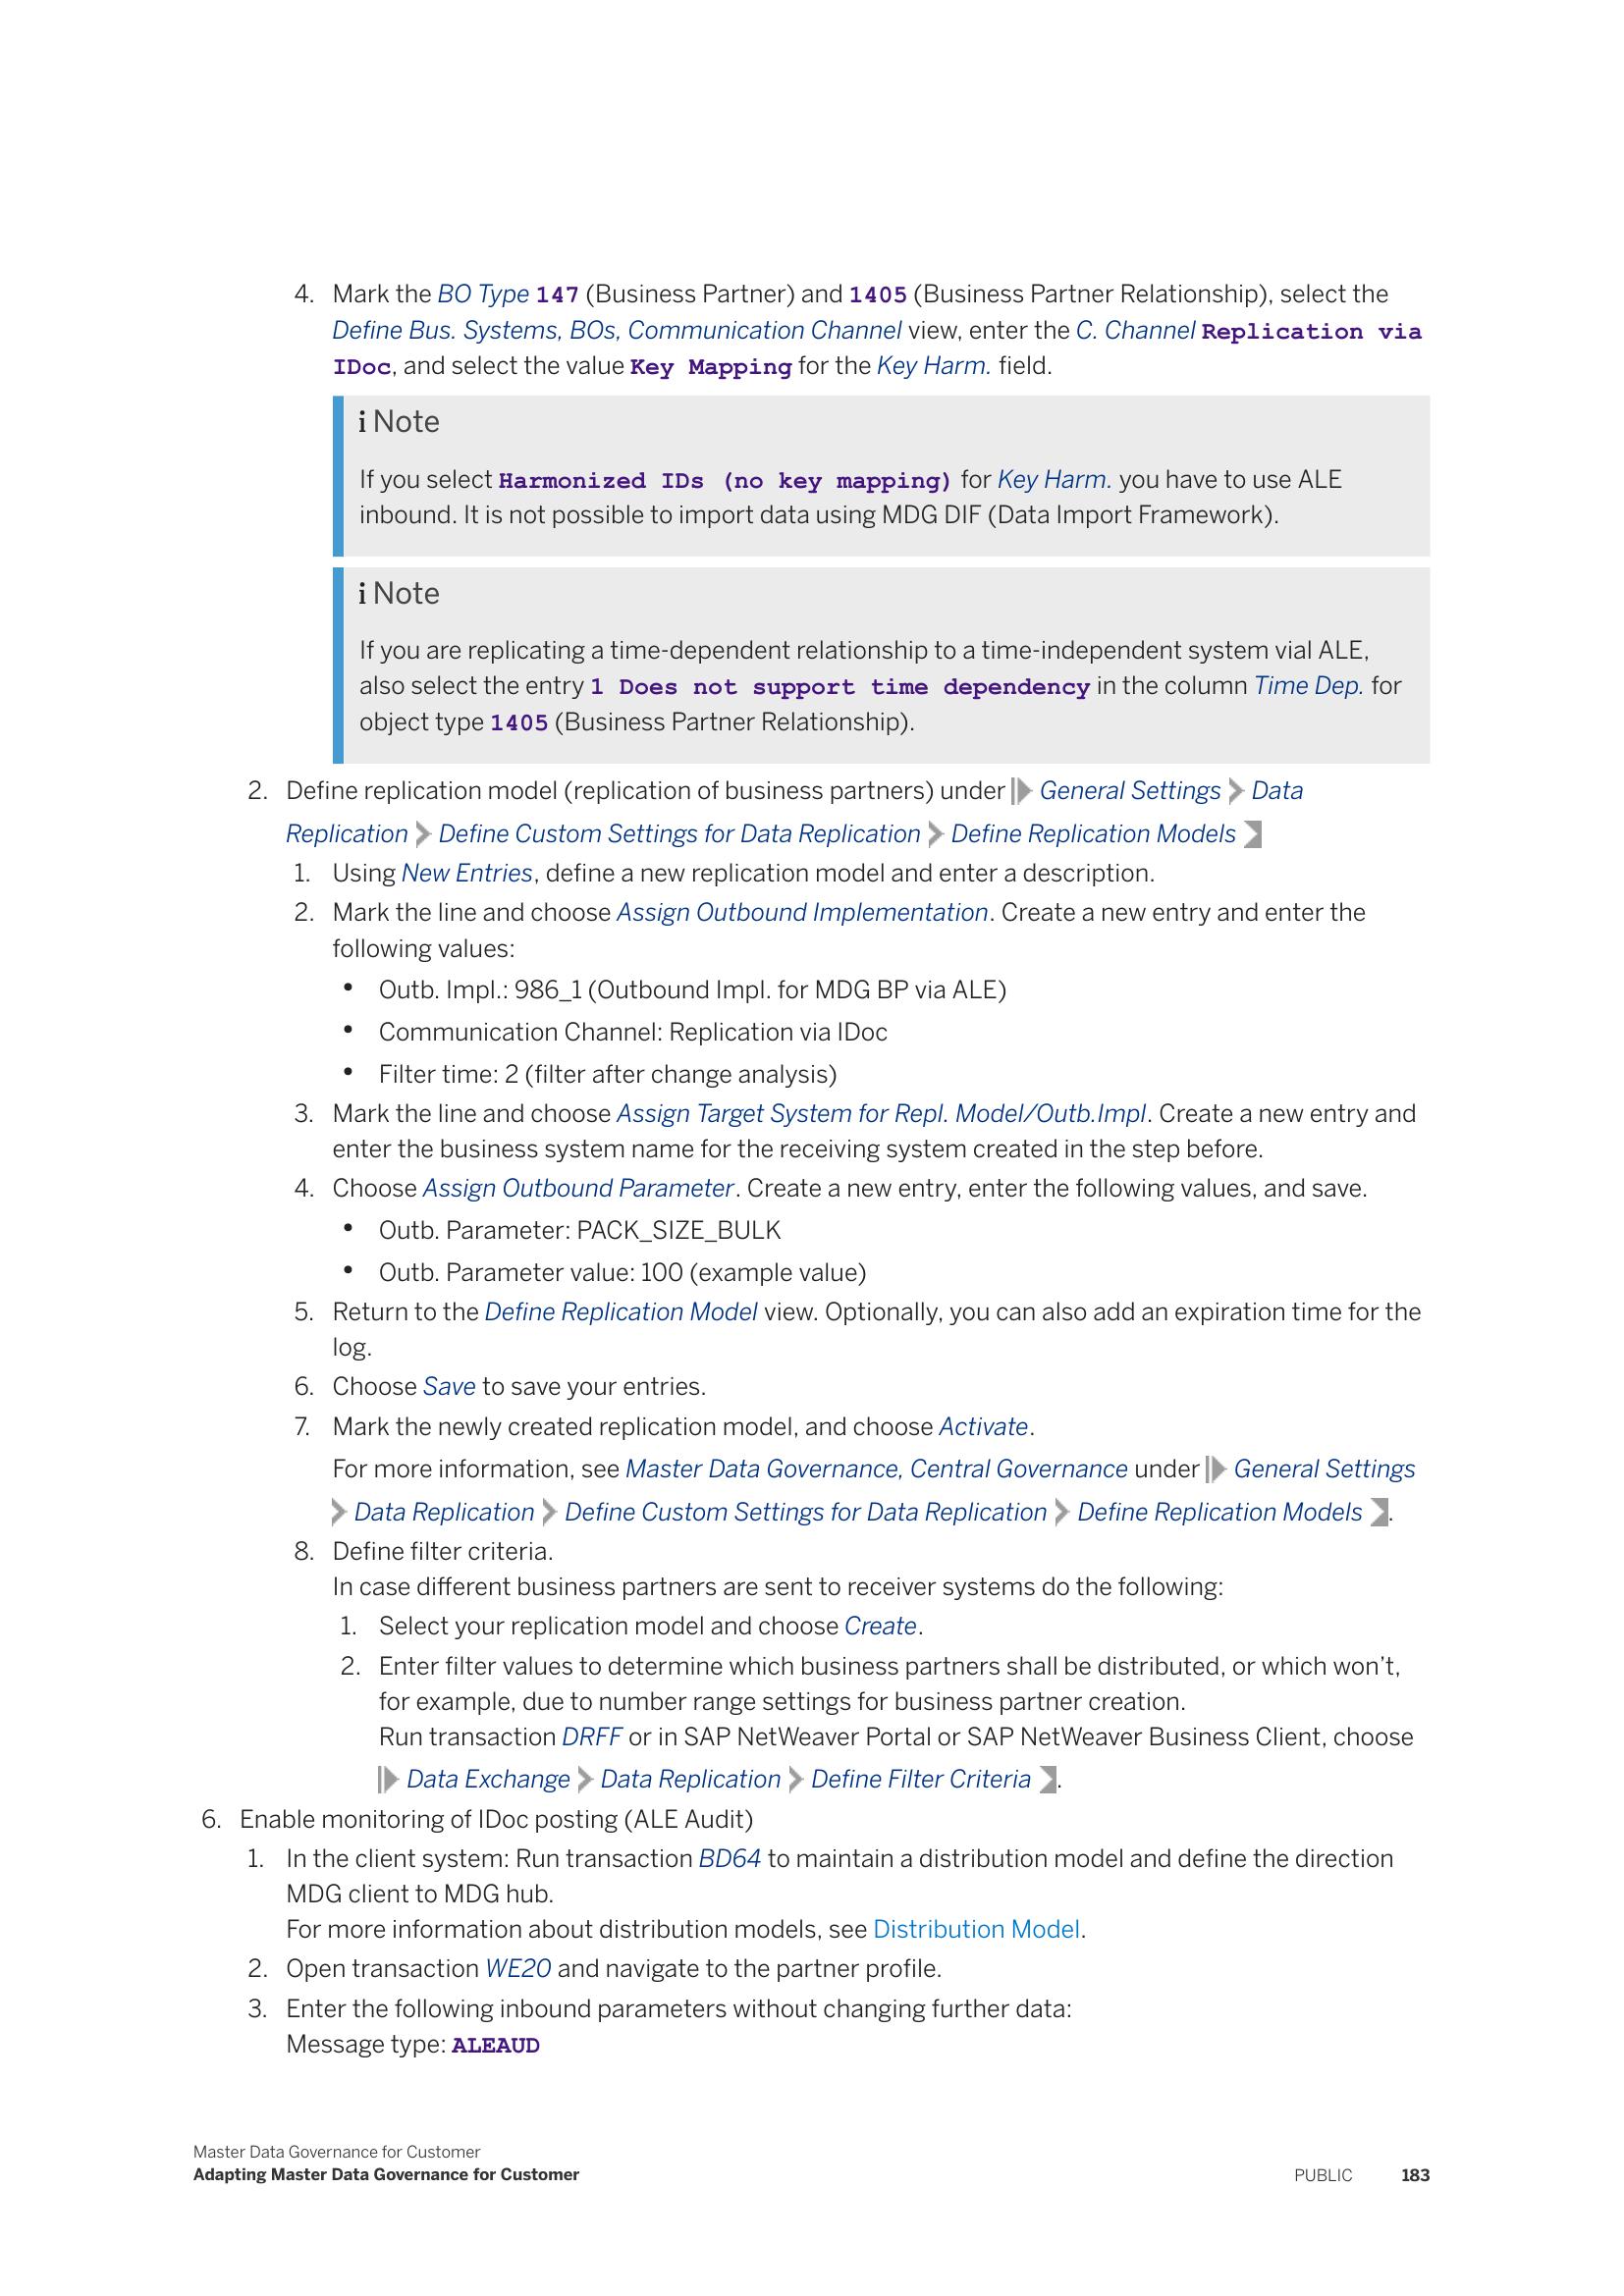 4. Mark the BO Type 147 (Business Partner) and 1405 (Business Partner Relationship), select the
Define Bus. Systems, BOs, Communication Channel view, enter the C. Channel Replication via
IDoc, and select the value Key Mapping for the Key Harm. field.
i Note
If you select Harmonized IDs (no key mapping) for Key Harm. you have to use ALE
inbound. It is not possible to import data using MDG DIF (Data Import Framework).
i Note
If you are replicating a time-dependent relationship to a time-independent system vial ALE,
also select the entry 1 Does not support time dependency in the column Time Dep. for
object type 1405 (Business Partner Relationship).
2. Define replication model (replication of business partners) under General Settings > Data
Replication > Define Custom Settings for Data Replication > Define Replication Models
1. Using New Entries, define a new replication model and enter a description.
2. Mark the line and choose Assign Outbound Implementation. Create a new entry and enter the
following values:
• Outb. Impl.: 986_1 (Outbound Impl. for MDG BP via ALE)
• Communication Channel: Replication via IDoc
• Filter time: 2 (filter after change analysis)
3. Mark the line and choose Assign Target System for Repl. Model/Outb.Impl. Create a new entry and
enter the business system name for the receiving system created in the step before.
4. Choose Assign Outbound Parameter. Create a new entry, enter the following values, and save.
• Outb. Parameter: PACK_SIZE_BULK
• Outb. Parameter value: 100 (example value)
5. Return to the Define Replication Model view. Optionally, you can also add an expiration time for the
log.
6. Choose Save to save your entries.
7. Mark the newly created replication model, and choose Activate.
For more information, see Master Data Governance, Central Governance under General Settings
> Data Replication > Define Custom Settings for Data Replication > Define Replication Models .
8. Define filter criteria.
In case different business partners are sent to receiver systems do the following:
1. Select your replication model and choose Create.
2. Enter filter values to determine which business partners shall be distributed, or which won't,
for example, due to number range settings for business partner creation.
Run transaction DRFF or in SAP NetWeaver Portal or SAP NetWeaver Business Client, choose
Data Exchange > Data Replication > Define Filter Criteria .
6. Enable monitoring of IDoc posting (ALE Audit)
1. In the client system: Run transaction BD64 to maintain a distribution model and define the direction
MDG client to MDG hub.
For more information about distribution models, see Distribution Model.
2. Open transaction WE20 and navigate to the partner profile.
3. Enter the following inbound parameters without changing further data:
Message type: ALEAUD
Master Data Governance for Customer
Adapting Master Data Governance for Customer
PUBLIC 183